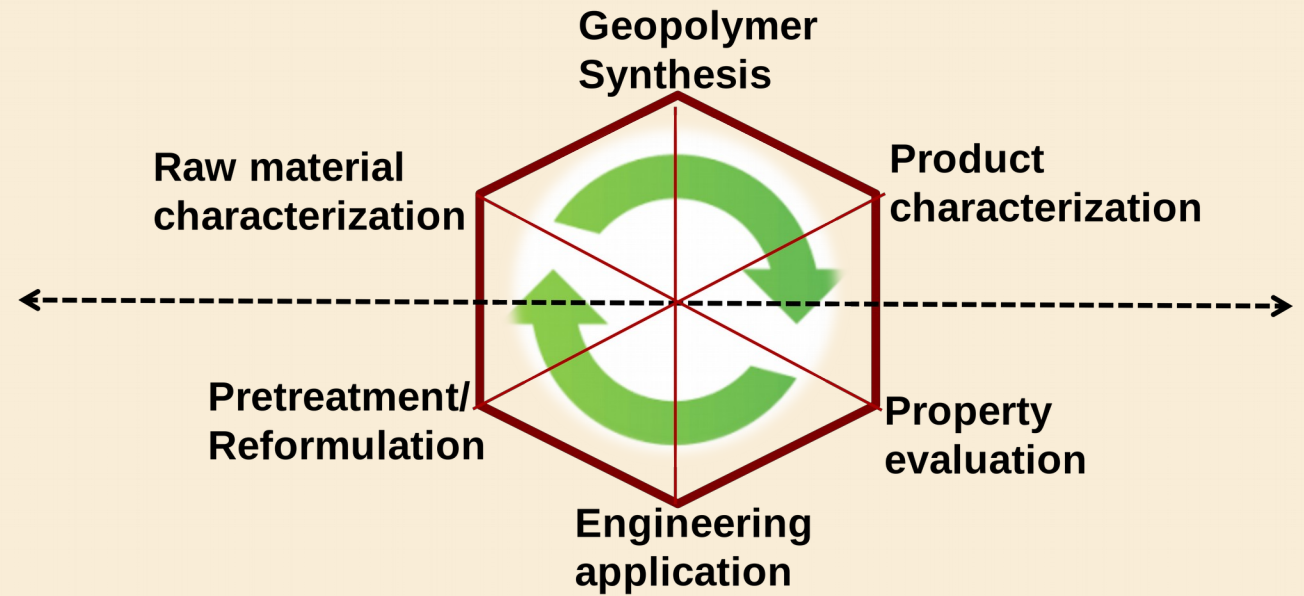 Geopolymer
Synthesis
Raw material
characterization
Product
characterization
Pretreatment/
Reformulation
Property
evaluation
Engineering
application